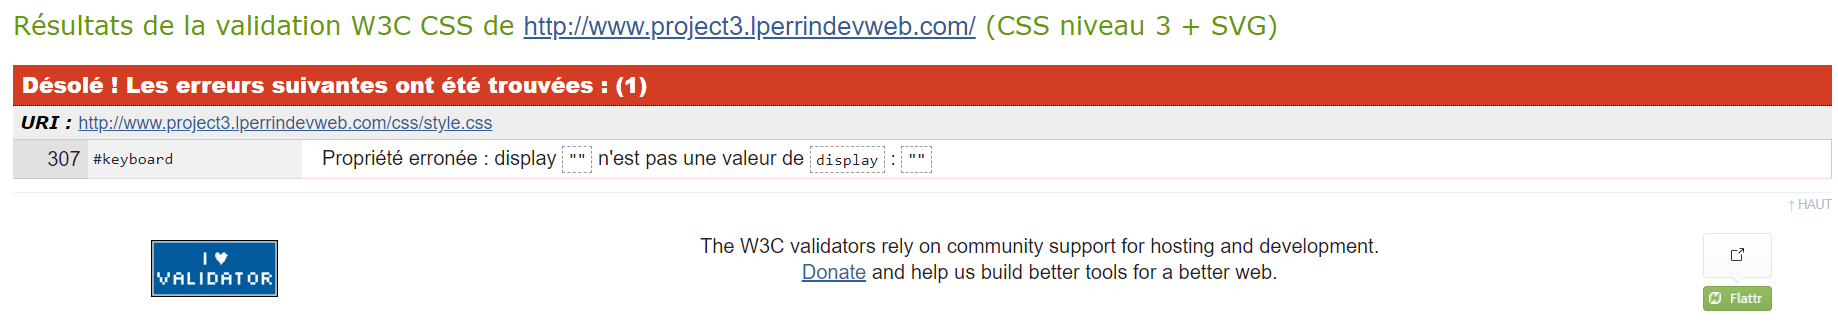 Résultats de la validation W3C CSS de http://www.project3.lperrindevweb.com/ (CSS niveau 3 + SVG)
Désolé ! Les erreurs suivantes ont été trouvées : (1)
URI : http://www.project3.lperrindevweb.com/css/style.css
307 #keyboard Propriété erronée : display "" n'est pas une valeur de display : ""
↑ HAUT
I ♥
VALIDATOR
The W3C validators rely on community support for hosting and development.
Donate and help us build better tools for a better web.
Flattr